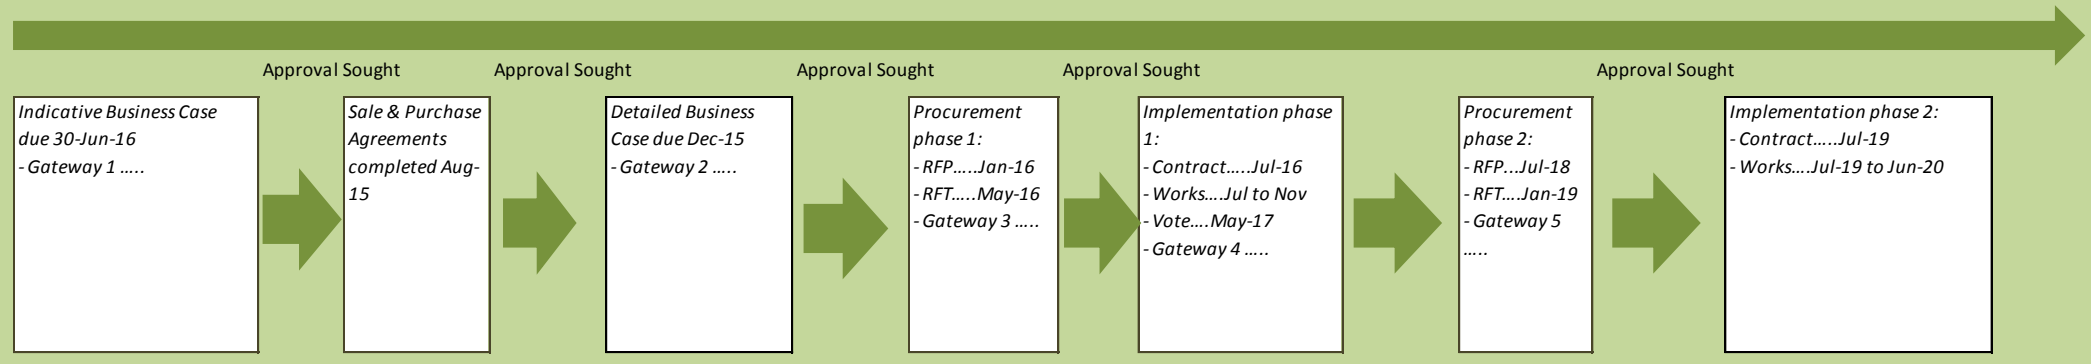 Approval Sought
Approval Sought
Approval Sought
Approval Sought
Approval Sought
Indicative Business Case
due 30-Jun-16
- Gateway 1 .....
Sale & Purchase
Agreements
completed Aug-
15
Detailed Business
Case due Dec-15
- Gateway 2 .....
Procurement
phase 1:
- RFP.....Jan-16
- RFT.....May-16
- Gateway 3 .....
Implementation phase
1:
- Contract.....Jul-16
- Works....Jul to Nov
- Vote....May-17
- Gateway 4 .....
Procurement
phase 2:
- RFP...Jul-18
- RFT....Jan-19
- Gateway 5
.....
Implementation phase 2:
- Contract.....Jul-19
- Works....Jul-19 to Jun-20